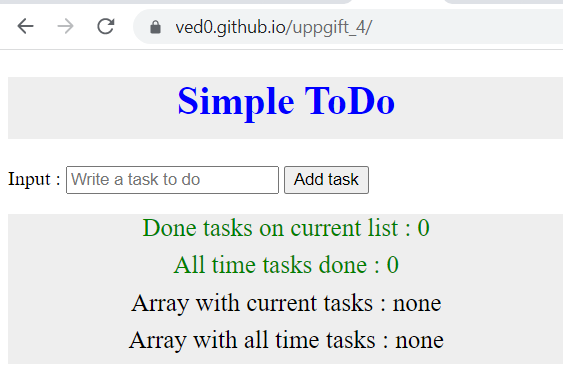 ved0.github.io/uppgift_4/
Simple ToDo
Input : Write a task to do Add task
Done tasks on current list : 0
All time tasks done : 0
Array with current tasks : none
Array with all time tasks : none